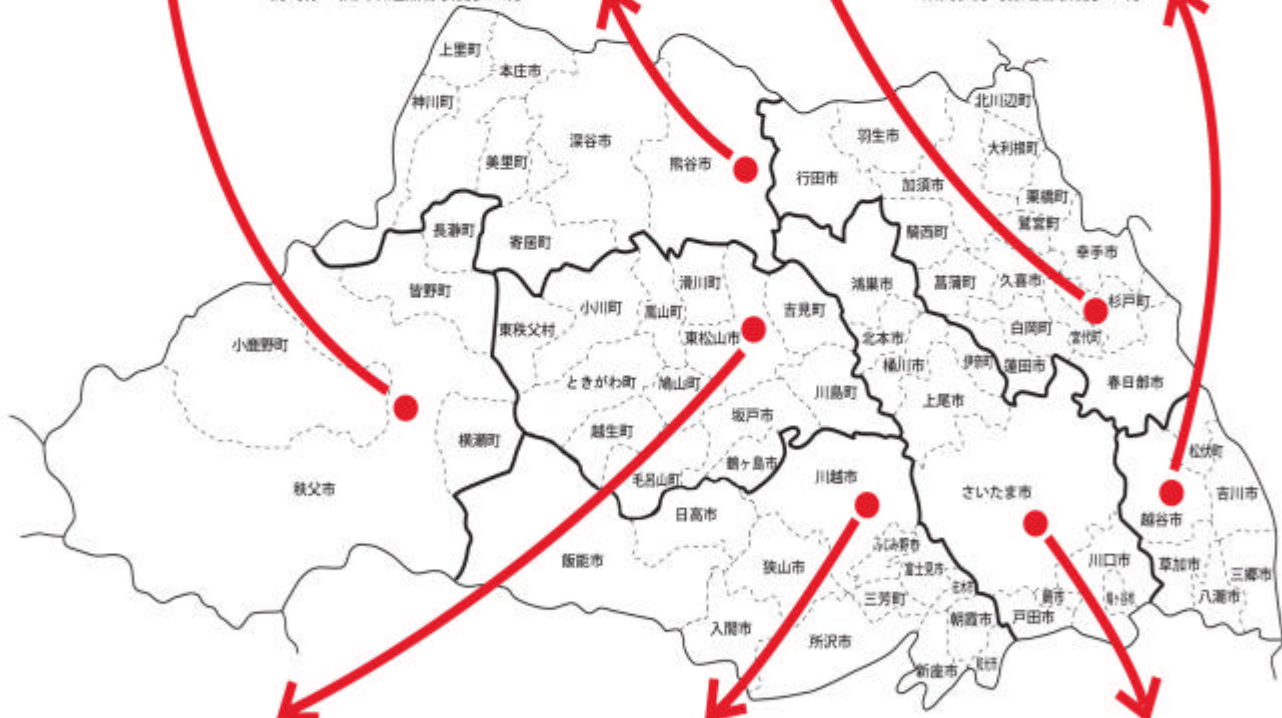 上里町
本庄市
神川町
北川辺町
羽生市
深谷市
大利根町
美里町
熊谷市
行田市
加須市
栗橋町
鷲宮町
長瀞町
騎西町
寄居町
幸手市
鴻巣市
菖蒲町
久喜市
滑川町
皆野町
杉戸町
小川町
嵐山町
吉見町
東秩父村
白岡町
宮代町
東松山市
北本市
小鹿野町
桶川市
伊奈町
蓮田市
ときがわ町
鳩山町
春日部市
川島町
上尾市
坂戸市
越生町
横瀬町
松伏町
鶴ヶ島市
毛呂山町
川越市
秩父市
さいたま市
吉川市
日高市
越谷市
ふじみ野市
飯能市
狭山市
富士見市
川口市
草加市
三郷市
志木市
三芳町
蕨市
鳩ヶ谷市
八潮市
入間市
朝霞市
戸田市
所沢市
新座市
和光市